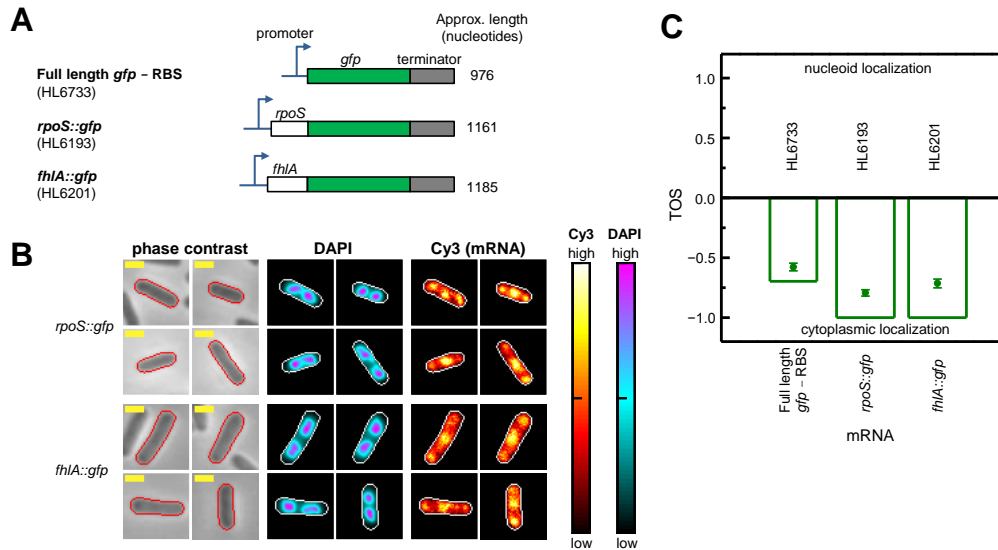 A
Approx. length
(nucleotides)
promoter
gfp
terminator
Full length gfp – RBS
(HL6733)
976
rpoS::gfp
(HL6193)
rpoS
1161
fhlA::gfp
(HL6201)
fhlA
1185
B
phase contrast
DAPI
Cy3 (mRNA)
rpoS::gfp
fhlA::gfp
Cy3
DAPI
high
high
low
low
C
nucleoid localization
HL6733
HL6193
HL6201
TOS
1.0
0.5
0.0
−0.5
−1.0
cytoplasmic localization
Full length
gfp – RBS
rpoS::gfp
fhlA::gfp
mRNA